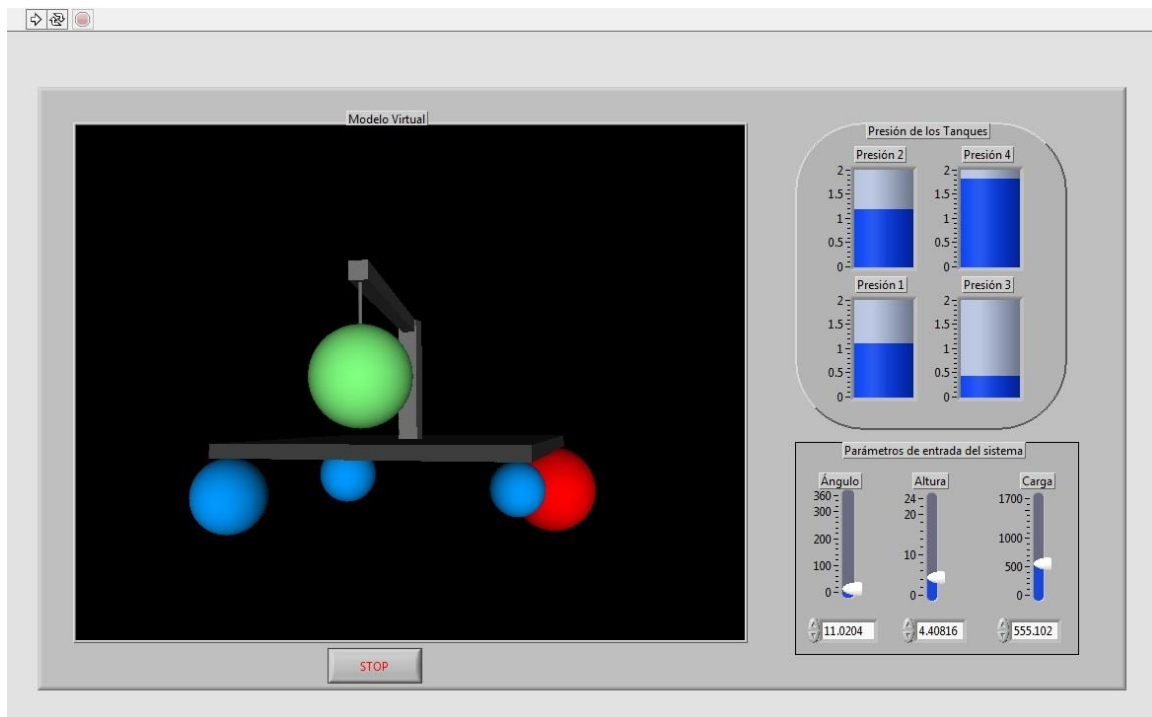 Modelo Virtual
Presión de los Tanques
Presión 2 Presión 4
2 2
1.5 1.5
1 1
0.5 0.5
0 0
Presión 1 Presión 3
2 2
1.5 1.5
1 1
0.5 0.5
0 0
Parámetros de entrada del sistema
Ángulo Altura Carga
360 24 1700
300 20
200 1000
100 10 500
0 0 0
11.0204 4.40816 555.102
STOP